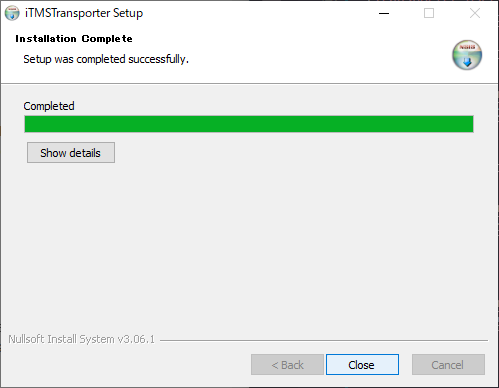 iTMSTransporter Setup
Installation Complete
Setup was completed successfully.
Completed
Show details
Nullsoft Install System v3.06.1
< Back
Close
Cancel